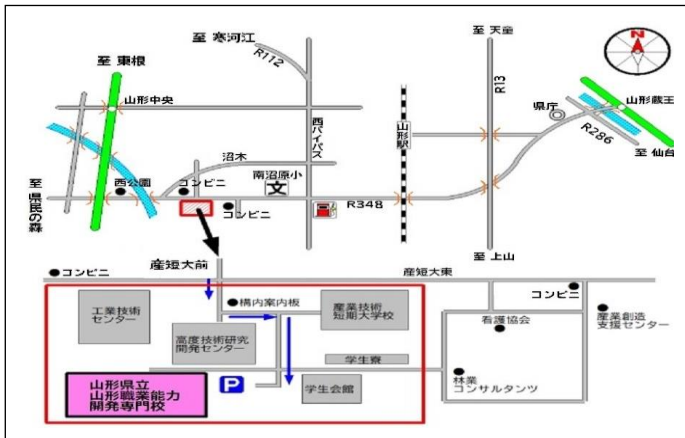 至 寒河江
至 天童
N
至 東根
R112
R13
山形中央
山形蔵王
県庁
西バイパス
山形駅
R286
至 仙台
沼木
南沼原小
文
至 県民の森
西公園
コンビニ
コンビニ
R348
至 上山
産短大前
産短大東
コンビニ
コンビニ
構内案内板
工業技術
センター
産業技術
短期大学校
高度技術研究
開発センター
看護協会
産業創造
支援センター
学生寮
P
学生会館
林業
コンサルタンツ
山形県立
山形職業能力
開発専門校